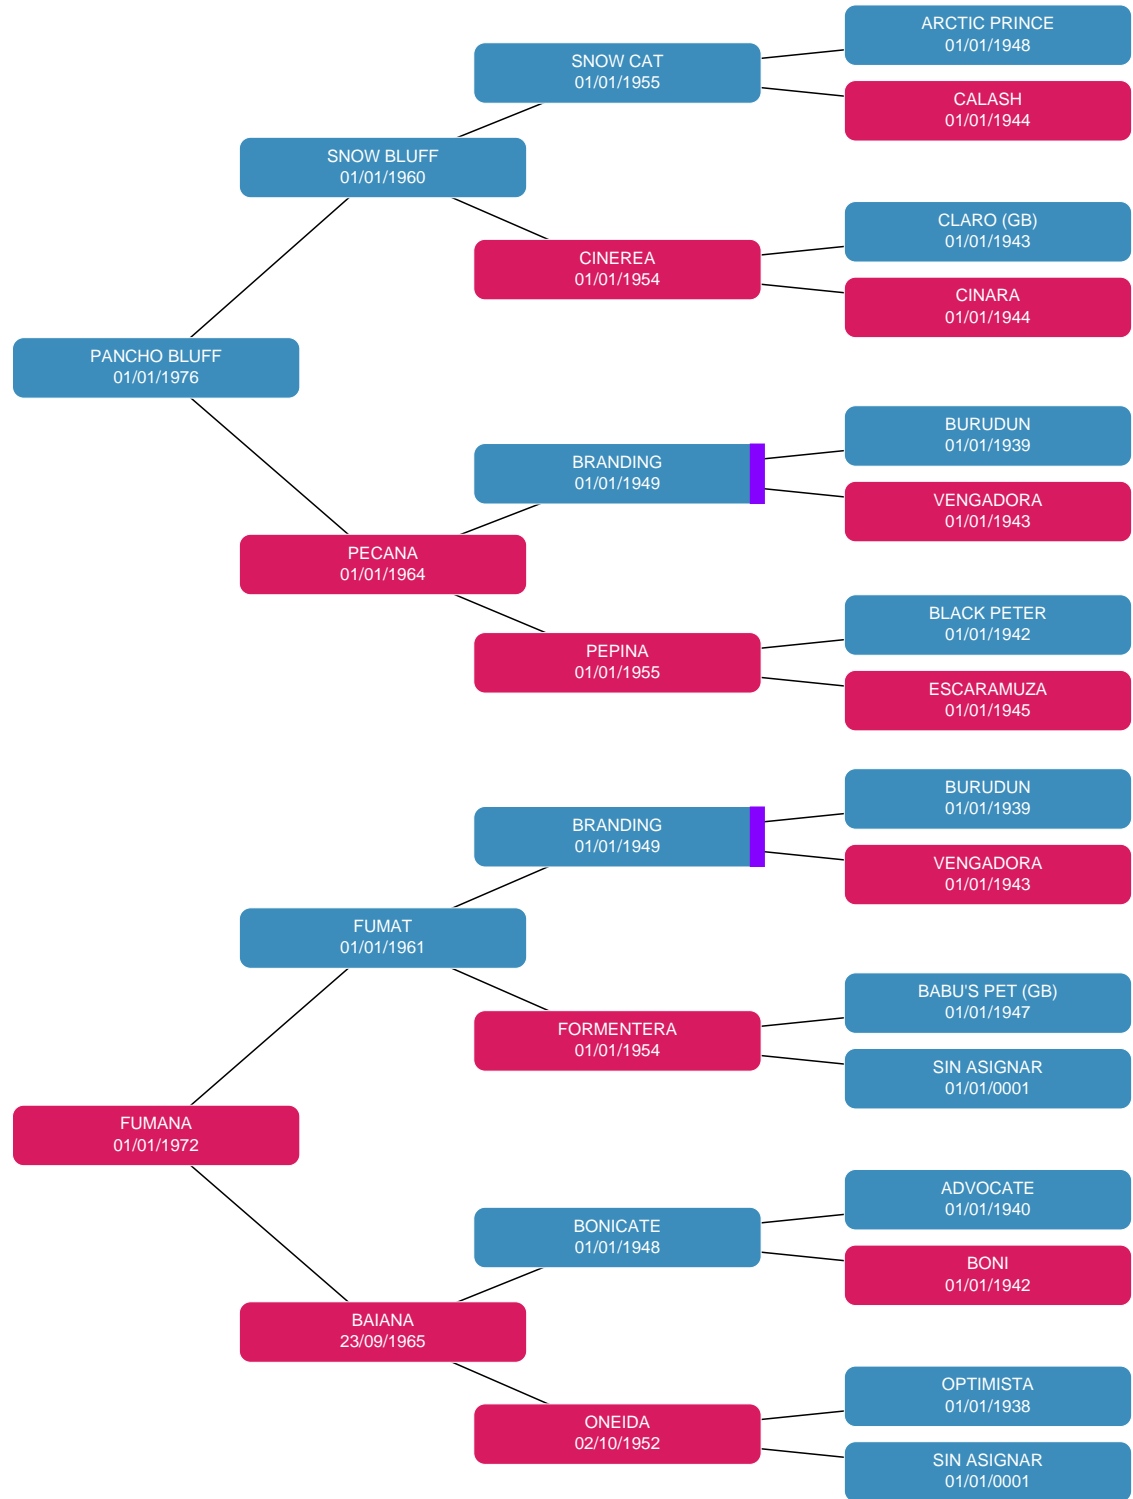 ARCTIC PRINCE
01/01/1948
SNOW CAT
01/01/1955
CALASH
01/01/1944
SNOW BLUFF
01/01/1960
CLARO (GB)
01/01/1943
CINEREA
01/01/1954
CINARA
01/01/1944
PANCHO BLUFF
01/01/1976
BURUDUN
01/01/1939
BRANDING
01/01/1949
VENGADORA
01/01/1943
PECANA
01/01/1964
BLACK PETER
01/01/1942
PEPINA
01/01/1955
ESCARAMUZA
01/01/1945
BURUDUN
01/01/1939
BRANDING
01/01/1949
VENGADORA
01/01/1943
FUMAT
01/01/1961
BABU'S PET (GB)
01/01/1947
FORMENTERA
01/01/1954
SIN ASIGNAR
01/01/0001
FUMANA
01/01/1972
ADVOCATE
01/01/1940
BONICATE
01/01/1948
BONI
01/01/1942
BAIANA
23/09/1965
OPTIMISTA
01/01/1938
ONEIDA
02/10/1952
SIN ASIGNAR
01/01/0001